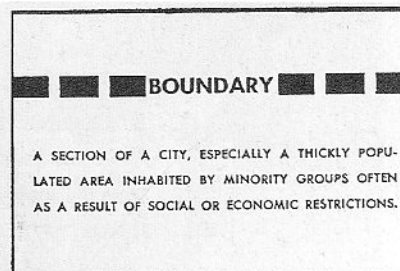 BOUNDARY
A SECTION OF A CITY, ESPECIALLY A THICKLY POPU-
LATED AREA INHABITED BY MINORITY GROUPS OFTEN
AS A RESULT OF SOCIAL OR ECONOMIC RESTRICTIONS.